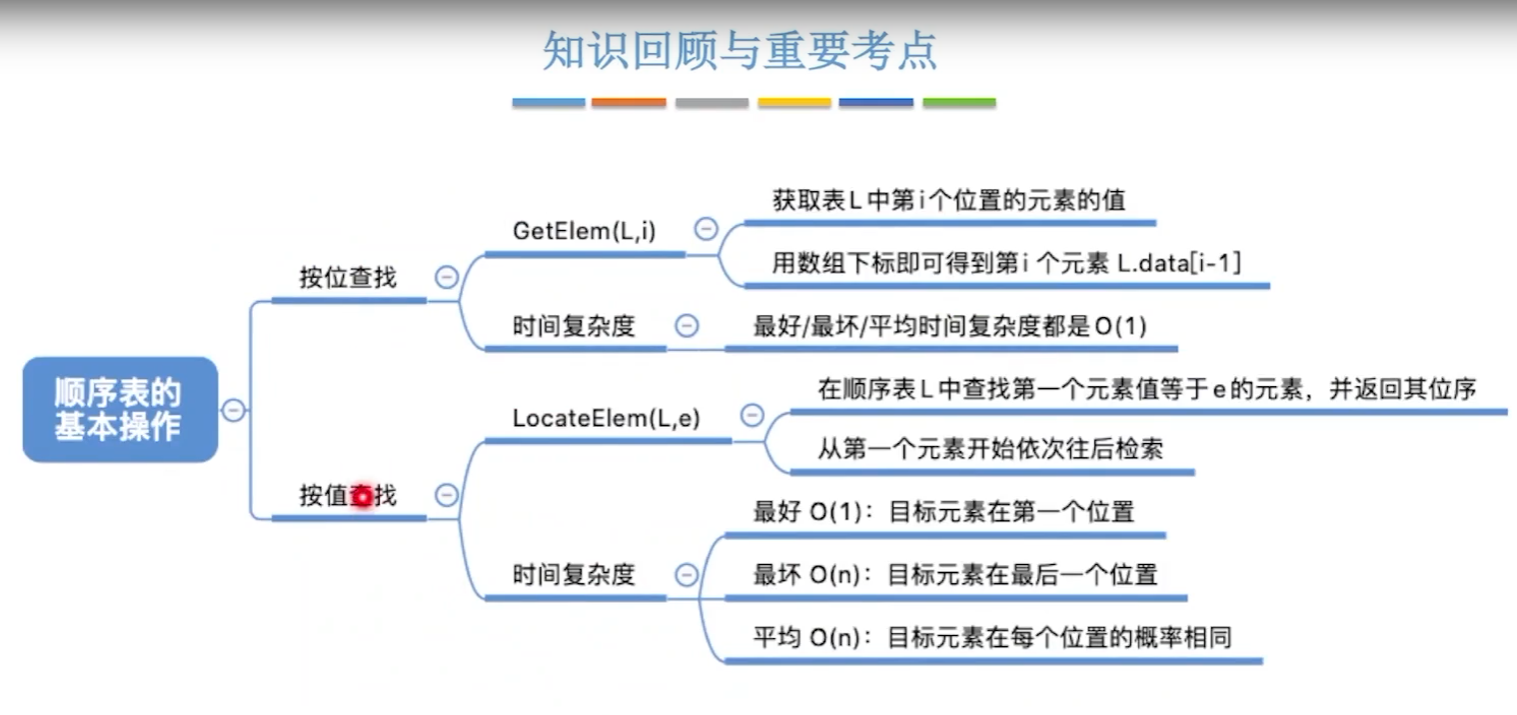 知识回顾与重要考点
顺序表的
基本操作
按位查找
GetElem(L,i)
获取表L中第i个位置的元素的值
用数组下标即可得到第i个元素 L.data[i-1]
时间复杂度
最好/最坏/平均时间复杂度都是O(1)
按值查找
LocateElem(L,e)
在顺序表L中查找第一个元素值等于e的元素，并返回其位序
从第一个元素开始依次往后检索
时间复杂度
最好 O(1)：目标元素在第一个位置
最坏 O(n)：目标元素在最后一个位置
平均 O(n)：目标元素在每个位置的概率相同